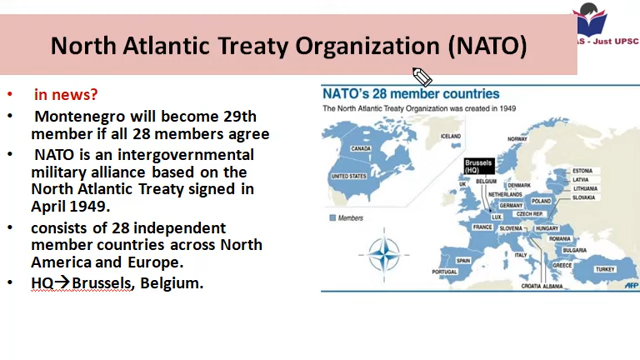 North Atlantic Treaty Organization (NATO)
S - Just UPSC
in news?
Montenegro will become 29th
member if all 28 members agree
NATO is an intergovernmental
military alliance based on the
North Atlantic Treaty signed in
April 1949.
consists of 28 independent
member countries across North
America and Europe.
HQ→Brussels, Belgium.
NATO's 28 member countries
The North Atlantic Treaty Organization was created in 1949
ICELAND
NORWAY
CANADA
UNITED STATES
Brussels
(HQ)
ESTONIA
LATVIA
LITHUANIA
SLOVAKIA
BELGIUM
DENMARK
UK
NETHERLANDS
GERMANY
POLAND
Members
LUX.
CZECH REP.
FRANCE
SLOVENIA
HUNGARY
ROMANIA
BULGARIA
SPAIN
ITALY
GREECE
TURKEY
PORTUGAL
CROATIA
ALBANIA
AFP